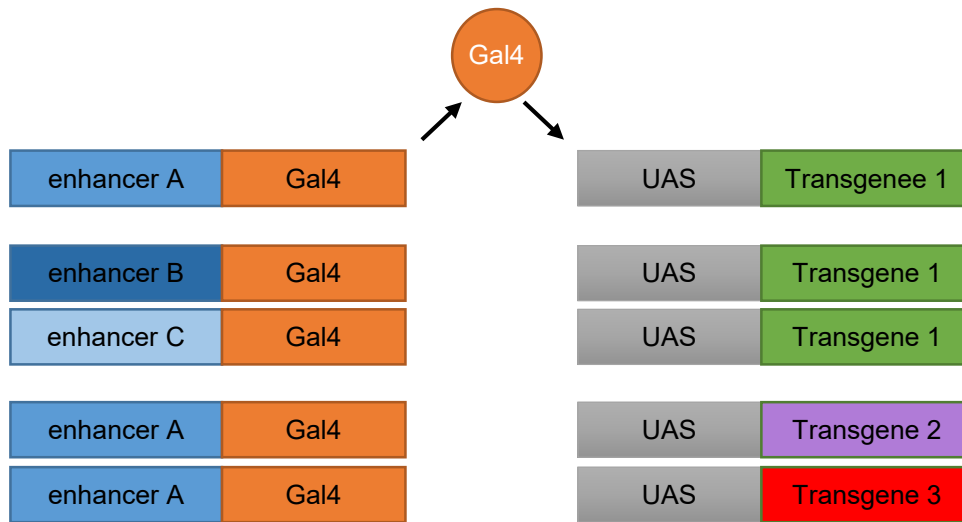 Gal4
enhancer A Gal4 UAS Transgenee 1
enhancer B Gal4 UAS Transgene 1
enhancer C Gal4 UAS Transgene 1
enhancer A Gal4 UAS Transgene 2
enhancer A Gal4 UAS Transgene 3